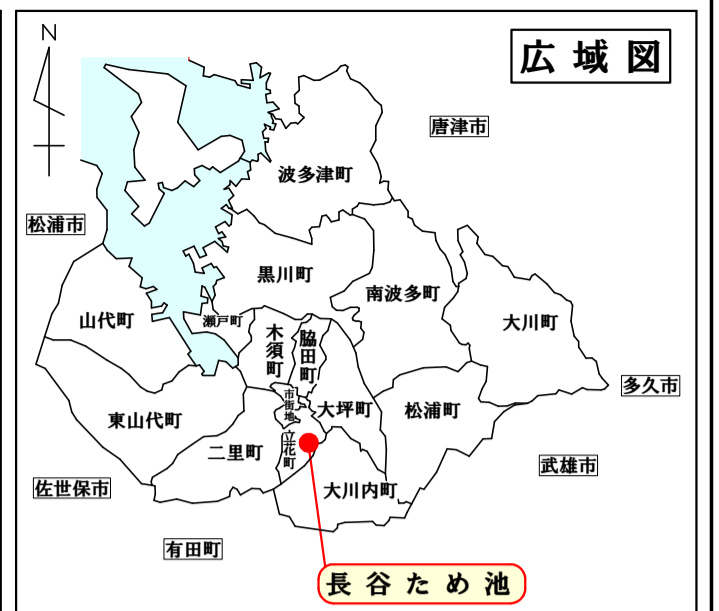 N
広域図
唐津市
波多津町
松浦市
黒川町
南波多町
山代町
瀬戸町
大川町
木須町
脇田町
多久市
市街地
大坪町
松浦町
東山代町
二里町
立花町
武雄市
佐世保市
大川内町
有田町
長谷ため池